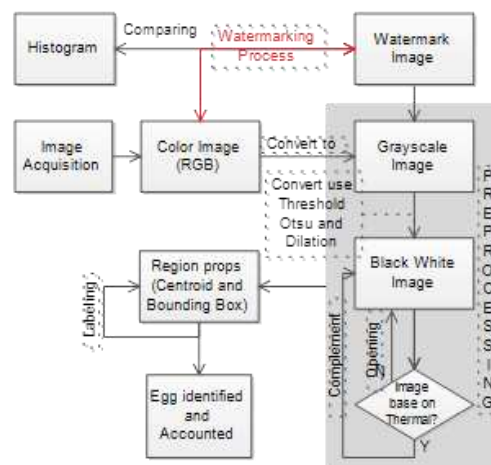 Comparing
Histogram
Watermarking
Process
Watermark
Image
Image
Acquisition
Color Image
(RGB)
Convert to
Grayscale
Image
Convert use
Threshold
Otsu and
Dilation
PREPROCESSING
Region props
(Centroid and
Bounding Box)
Black White
Image
Labeling
Complement
Opening
N
Egg identified
and
Accounted
Image
base on
Thermal?
Y